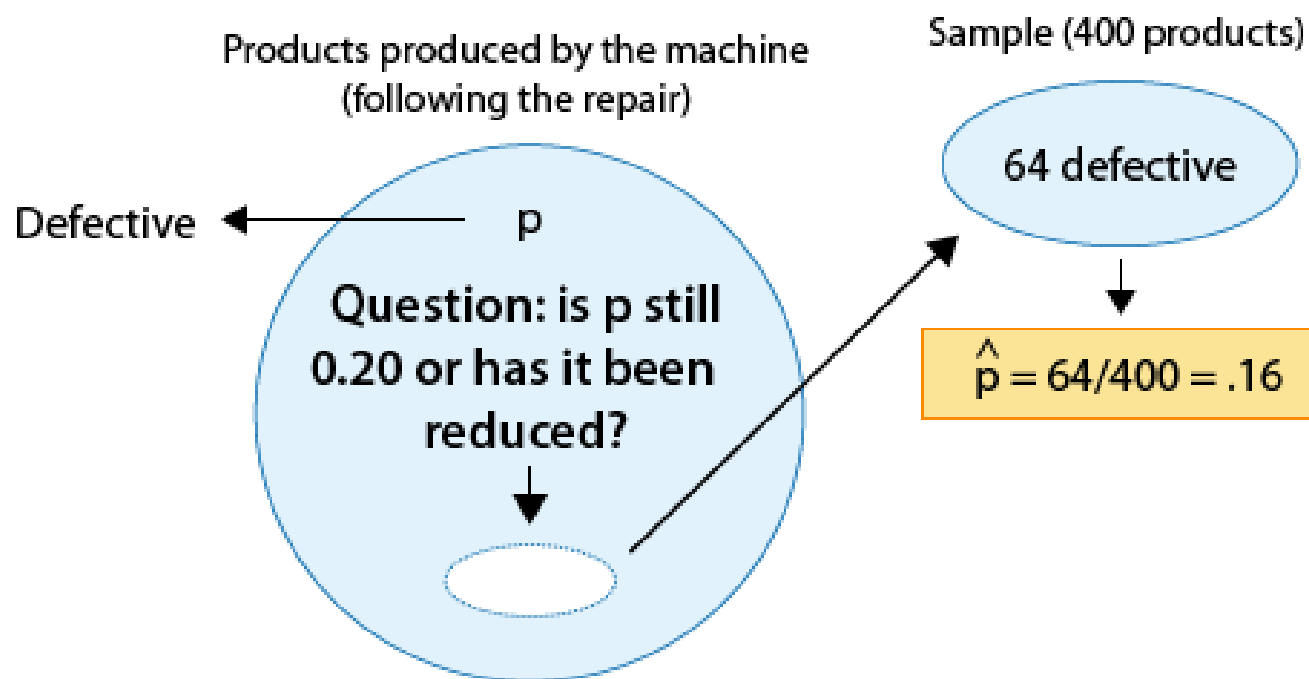 Products produced by the machine
(following the repair)
Defective
p
Question: is p still
0.20 or has it been
reduced?
Sample (400 products)
64 defective
p̂ = 64/400 = .16